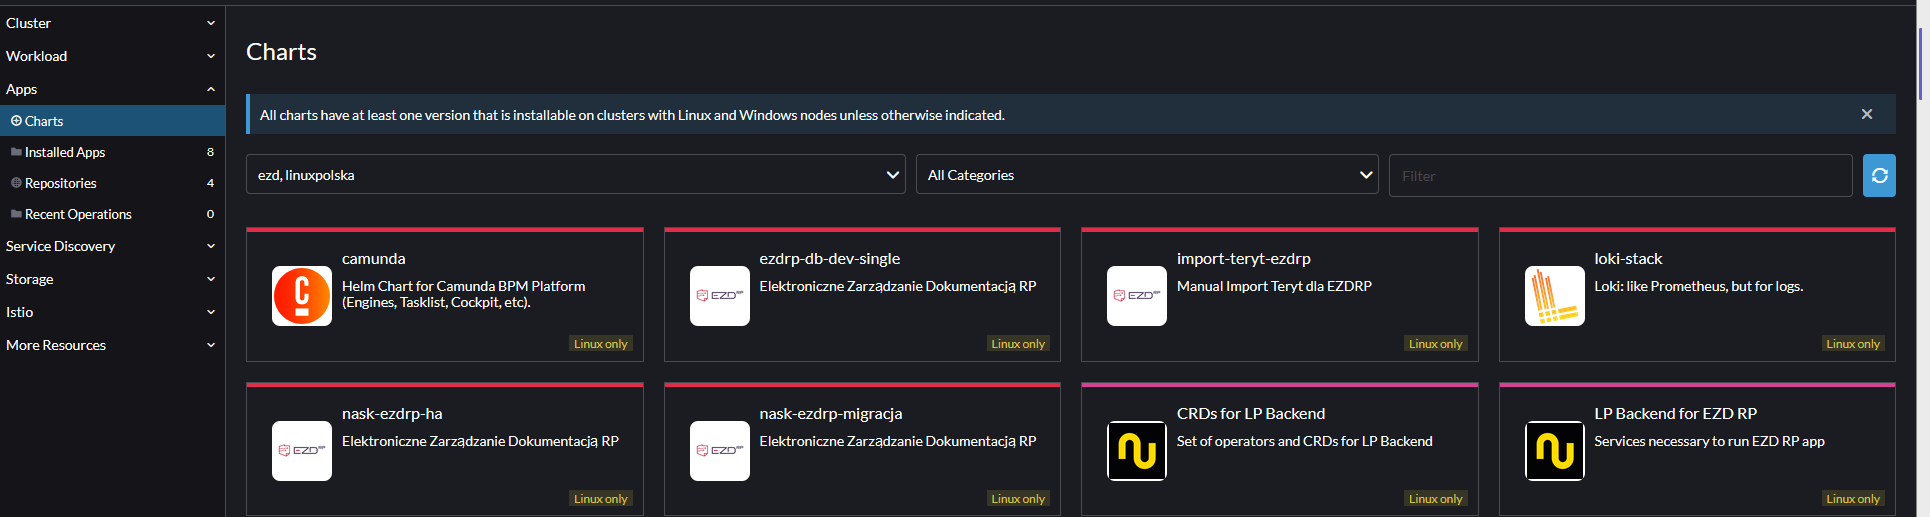 Cluster
Workload
Apps
Charts
Installed Apps 8
Repositories 4
Recent Operations 0
Service Discovery
Storage
Istio
More Resources
Charts
All charts have at least one version that is installable on clusters with Linux and Windows nodes unless otherwise indicated.
ezd, linuxpolska
All Categories
Filter
camunda
Helm Chart for Camunda BPM Platform
(Engines, Tasklist, Cockpit, etc).
Linux only
EZD RP
ezdrp-db-dev-single
Elektroniczne Zarządzanie Dokumentacją RP
Linux only
EZD RP
import-teryt-ezdrp
Manual Import Teryt dla EZDRP
Linux only
loki-stack
Loki: like Prometheus, but for logs.
Linux only
EZD RP
nask-ezdrp-ha
Elektroniczne Zarządzanie Dokumentacją RP
Linux only
EZD RP
nask-ezdrp-migracja
Elektroniczne Zarządzanie Dokumentacją RP
Linux only
CRDs for LP Backend
Set of operators and CRDs for LP Backend
Linux only
LP Backend for EZD RP
Services necessary to run EZD RP app
Linux only